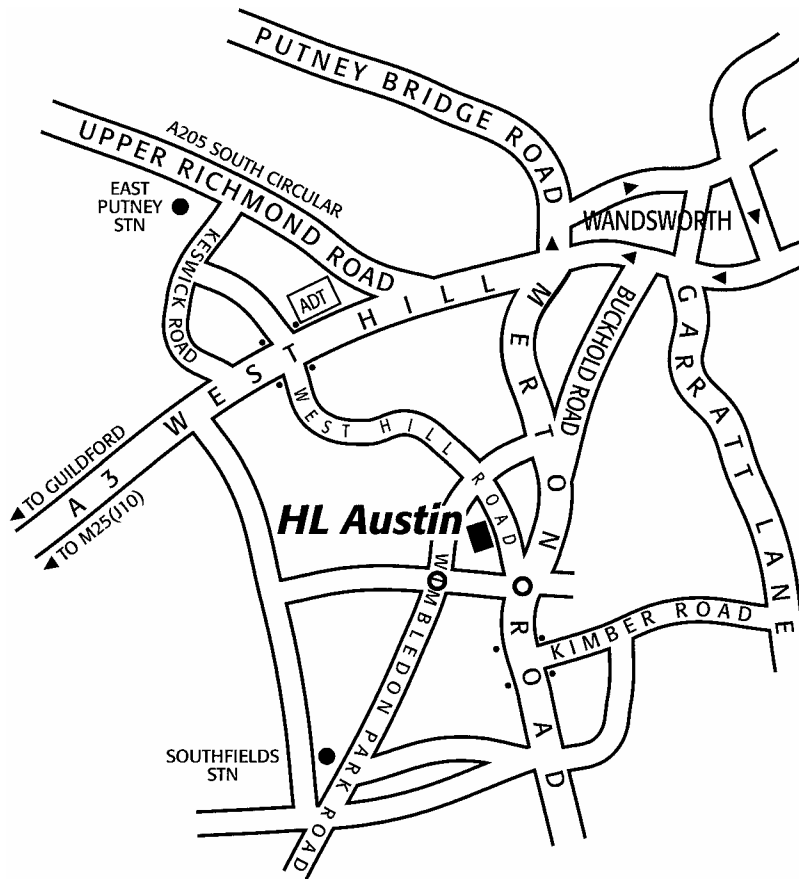 PUTNEY BRIDGE ROAD
A205 SOUTH CIRCULAR
UPPER RICHMOND ROAD
EAST
PUTNEY
STN
KESWICK ROAD
WANDSWORTH
ADT
WEST HILL
MERTON ROAD
BUCKHOLD ROAD
GARRATT LANE
WEST HILL ROAD
TO GUILDFORD
A3
TO M25(J10)
HL Austin
WIMBLEDON PARK ROAD
KIMBER ROAD
SOUTHFIELDS
STN